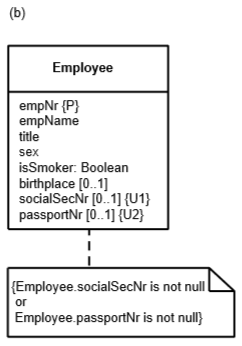 (b)
Employee
empNr {P}
empName
title
sex
isSmoker: Boolean
birthplace [0..1]
socialSecNr [0..1] {U1}
passportNr [0..1] {U2}
{Employee.socialSecNr is not null
or
Employee.passportNr is not null}